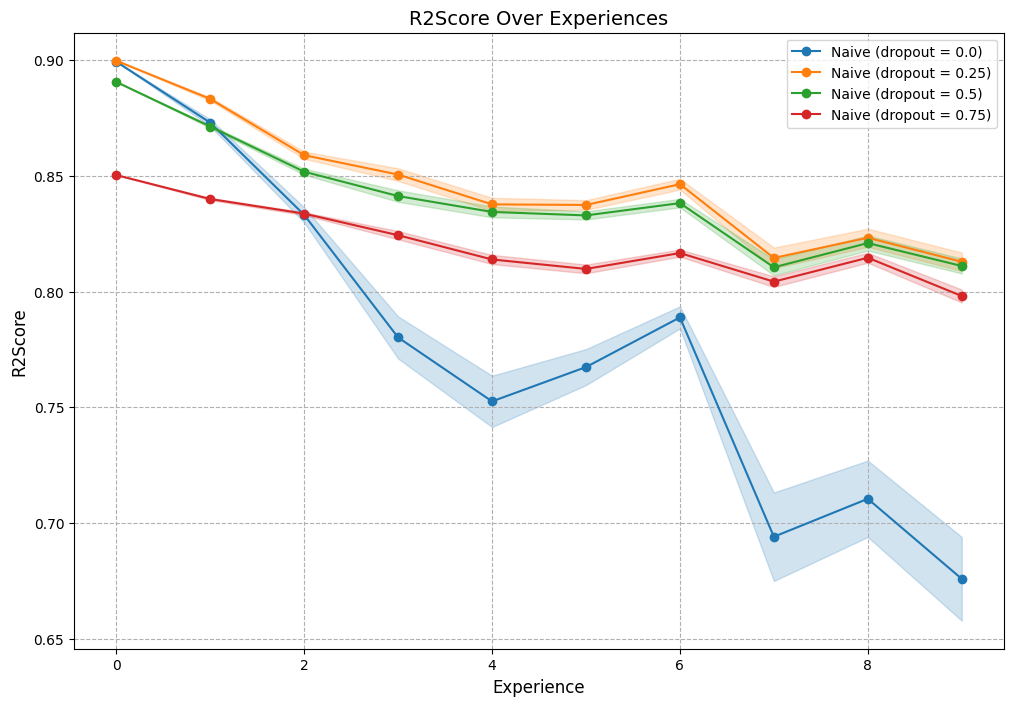 R2Score Over Experiences
Naive (dropout = 0.0)
Naive (dropout = 0.25)
Naive (dropout = 0.5)
Naive (dropout = 0.75)
R2Score
0.90
0.85
0.80
0.75
0.70
0.65
0 2 4 6 8
Experience